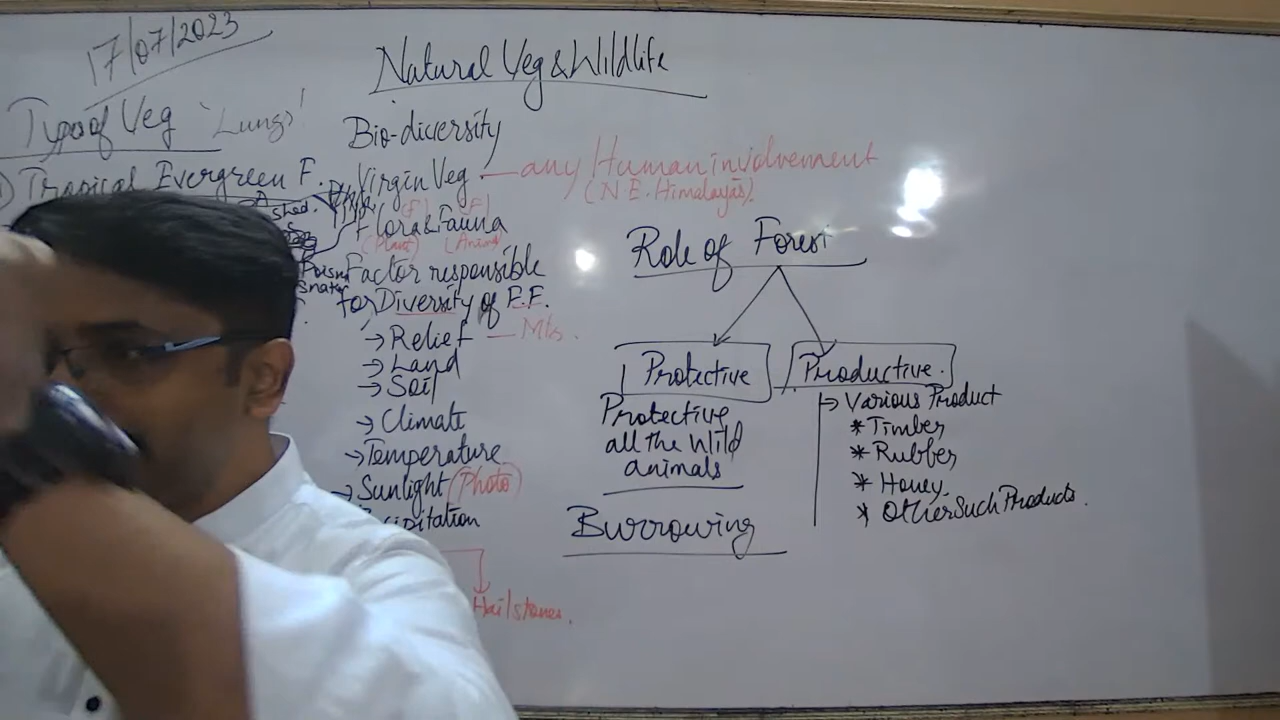 17/07/2023
Natural Veg & Wildlife
Types of Veg 'Lungs'
Tropical Evergreen F.
shed.
Bio-diversity
Virgin Veg. — any Human involvement
(N.E. Himalayas).
(F) (F)
Flora & Fauna
(Plant) (Animal)
Factor responsible
for Diversity of F.F.
→ Relief — Mts.
→ Land
→ Soil
→ Climate
→ Temperature
→ Sunlight (Photo)
Hailstones.
Role of Forest
Protective
Protective
all the wild
animals
Burrowing
Productive.
→ Various Product
* Timber
* Rubber
* Honey
* Other Such Products.